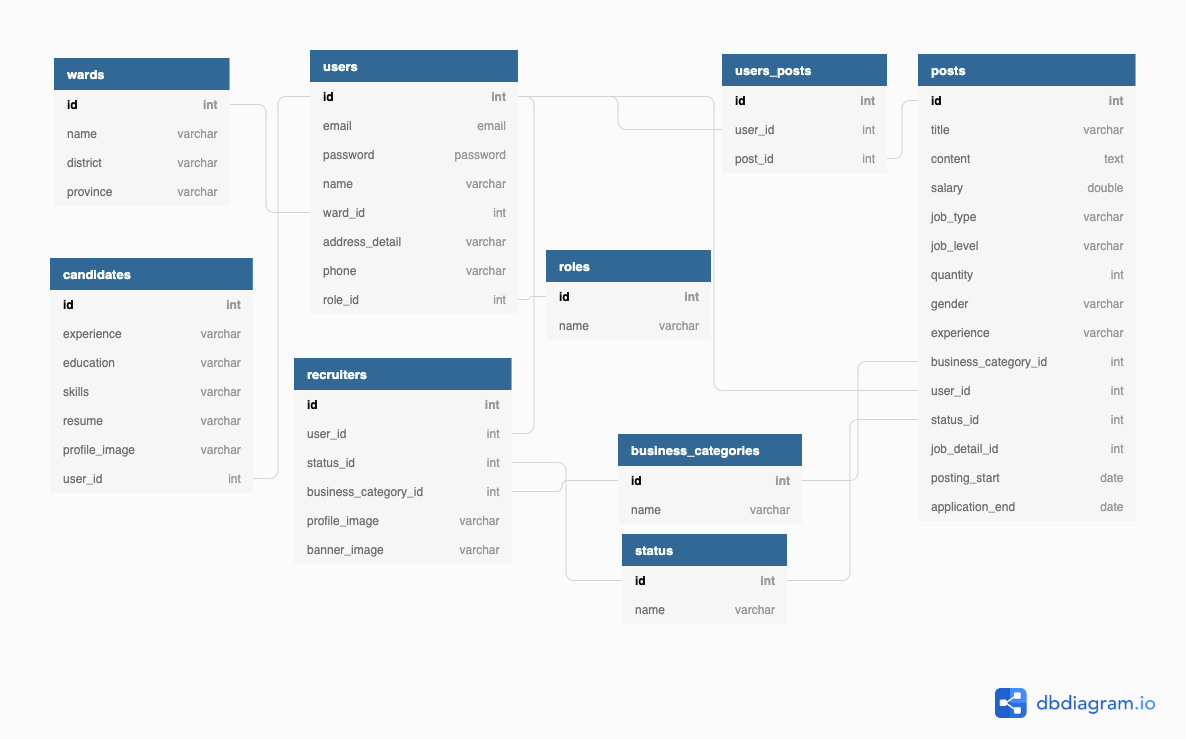 wards
id int
name varchar
district varchar
province varchar
users
id int
email email
password password
name varchar
ward_id int
address_detail varchar
phone varchar
role_id int
users_posts
id int
user_id int
post_id int
posts
id int
title varchar
content text
salary double
job_type varchar
job_level varchar
quantity int
gender varchar
experience varchar
business_category_id int
user_id int
status_id int
job_detail_id int
posting_start date
application_end date
candidates
id int
experience varchar
education varchar
skills varchar
resume varchar
profile_image varchar
user_id int
roles
id int
name varchar
recruiters
id int
user_id int
status_id int
business_category_id int
profile_image varchar
banner_image varchar
business_categories
id int
name varchar
status
id int
name varchar
dbdiagram.io